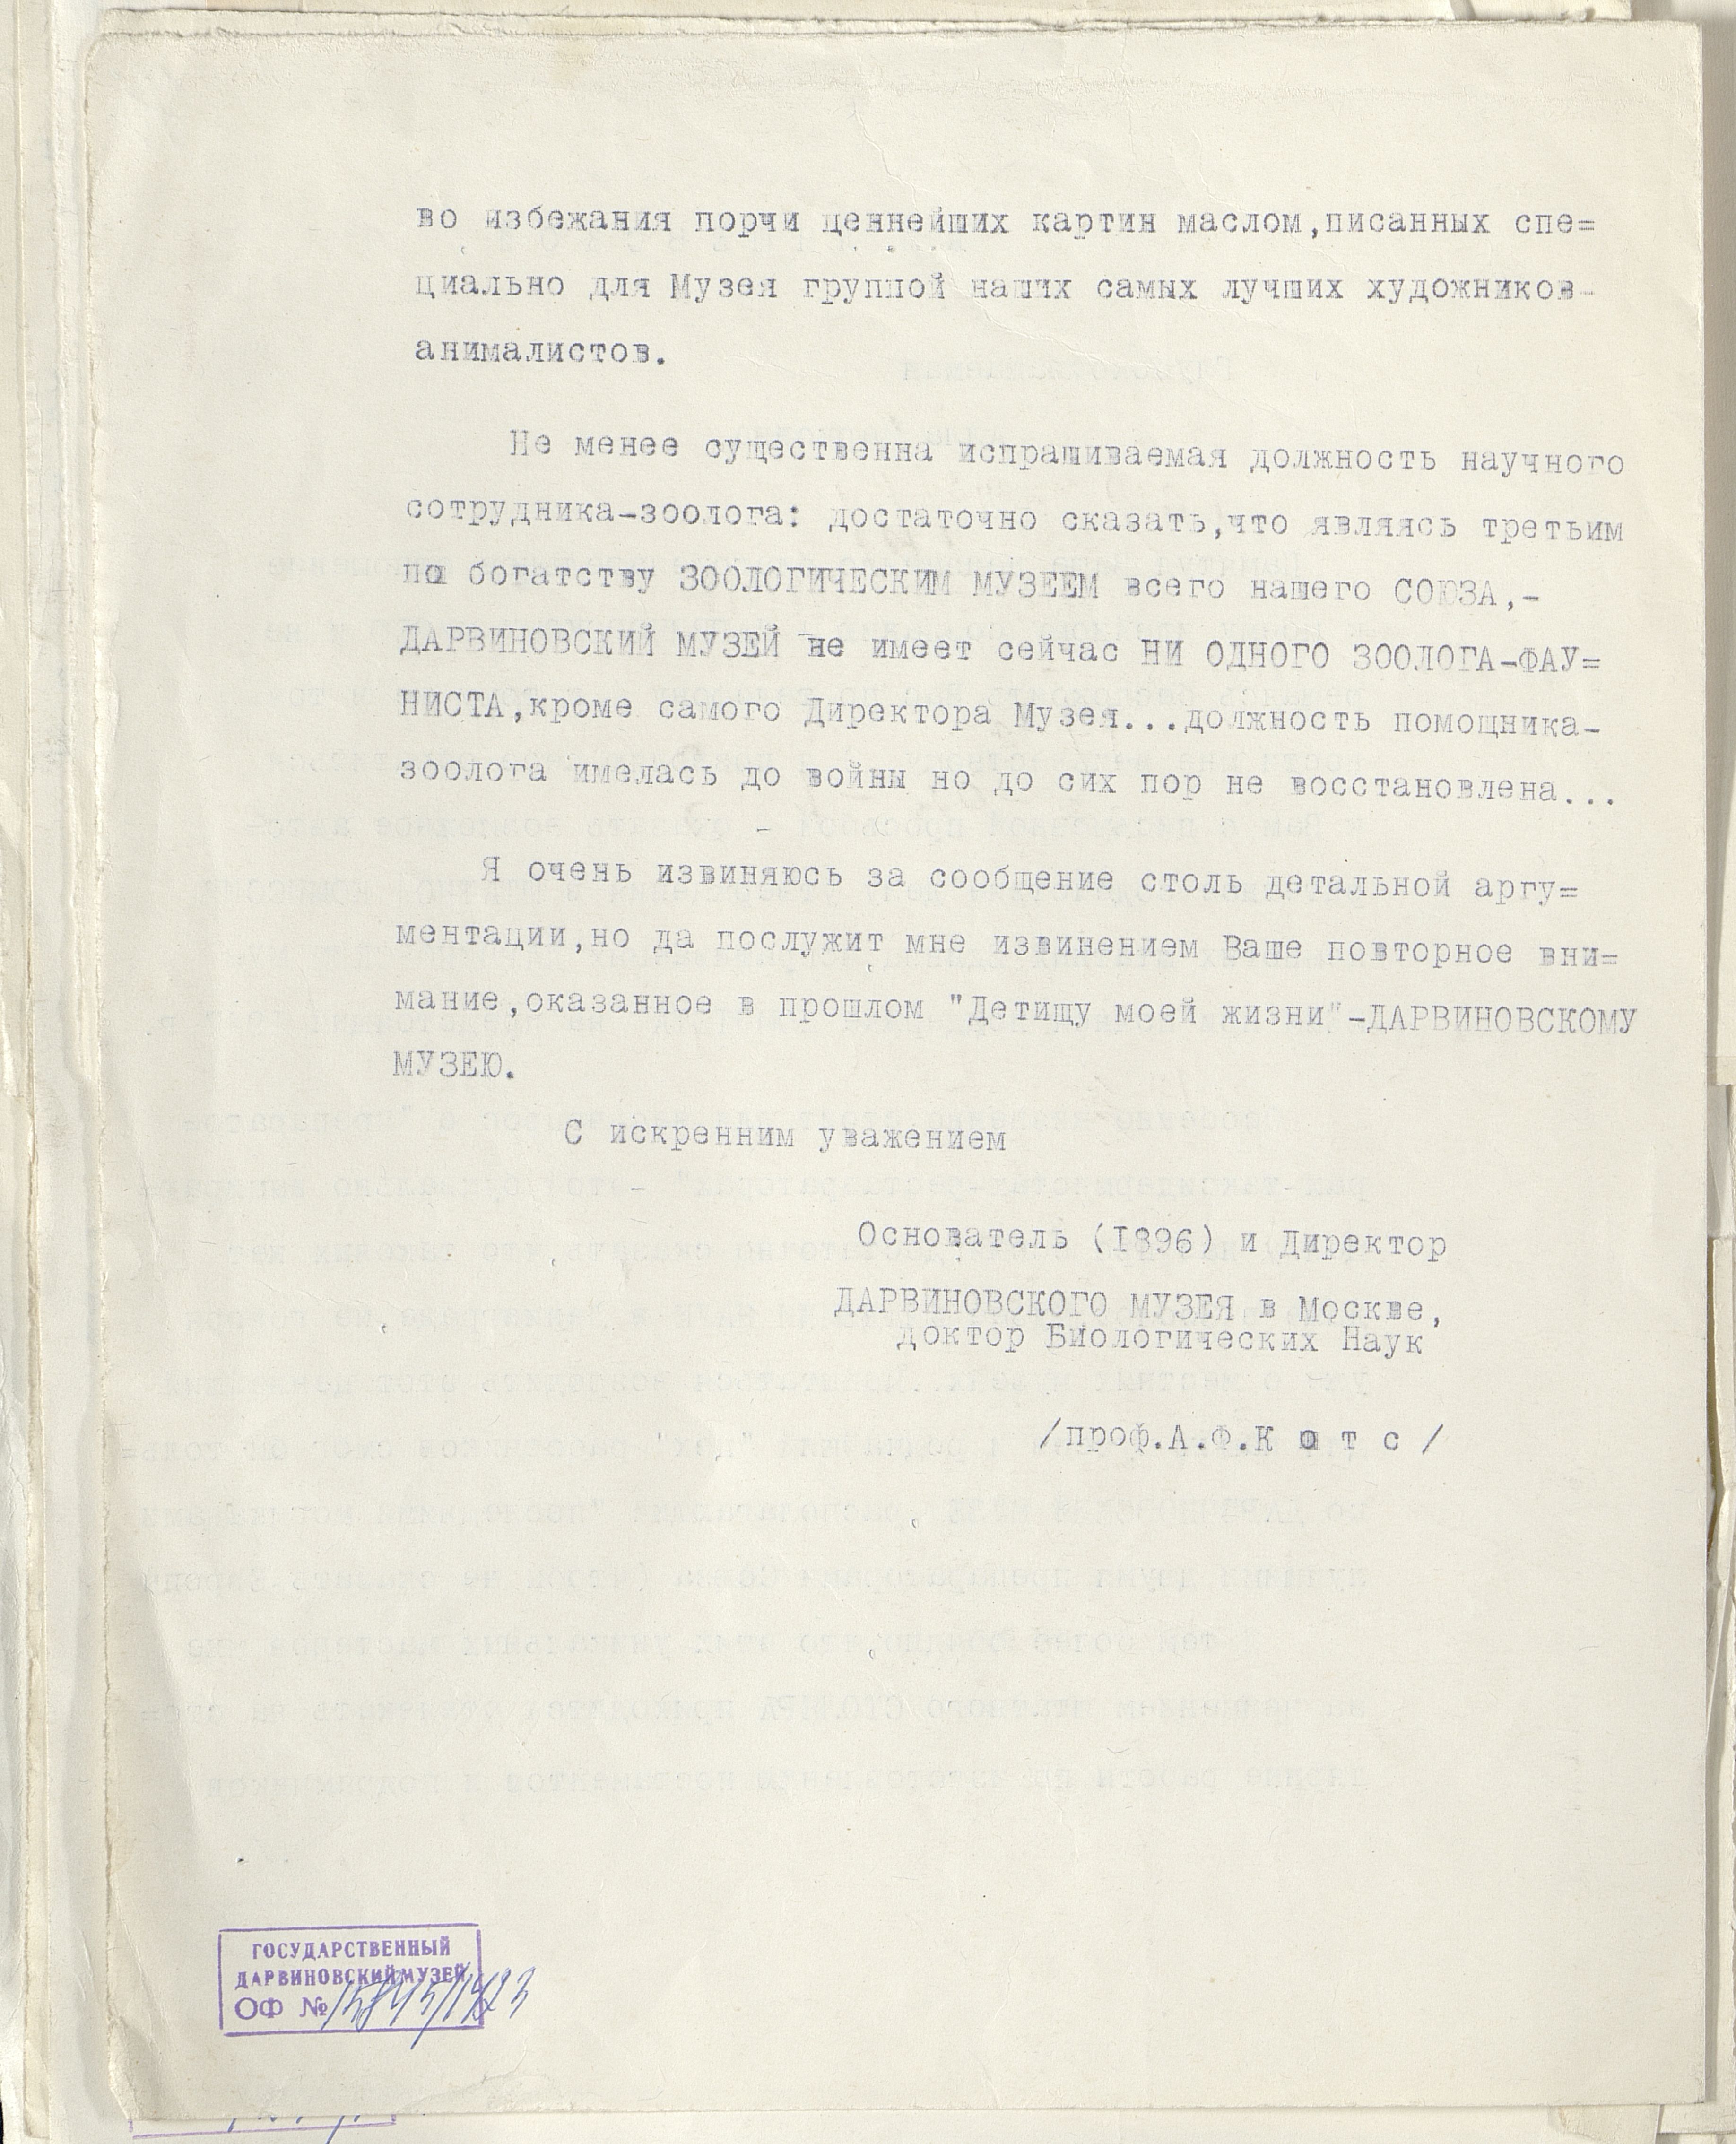 во избежания порчи ценнейших картин маслом,писанных спе=
циально для Музея группой наших самых лучших художников-
анималистов.
Не менее существенна испрашиваемая должность научного
сотрудника-зоолога: достаточно сказать,что являясь третьим
по богатству ЗООЛОГИЧЕСКИМ МУЗЕЕМ всего нашего СОЮЗА,-
ДАРВИНОВСКИЙ МУЗЕЙ не имеет сейчас НИ ОДНОГО ЗООЛОГА-ФАУ=
НИСТА,кроме самого Директора Музея...должность помощника-
зоолога имелась до войны но до сих пор не восстановлена...
Я очень извиняюсь за сообщение столь детальной аргу=
ментации,но да послужит мне извинением Ваше повторное вни=
мание,оказанное в прошлом "Детищу моей жизни"-ДАРВИНОВСКОМУ
МУЗЕЮ.
С искренним уважением
Основатель (1896) и Директор
ДАРВИНОВСКОГО МУЗЕЯ в Москве,
доктор Биологических Наук
/проф.А.Ф.К о т с /
ГОСУДАРСТВЕННЫЙ
ДАРВИНОВСКИЙ МУЗЕЙ
ОФ №